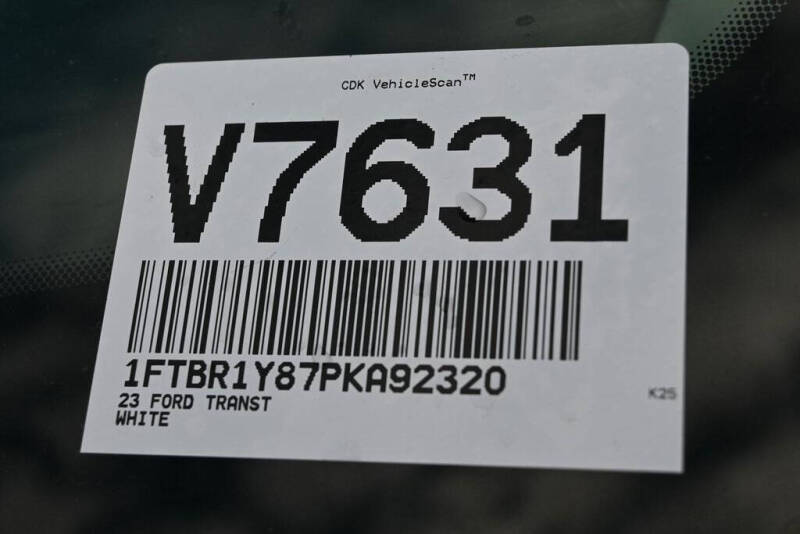 CDK VehicleScan™
V7631
1FTBR1Y87PKA92320
23 FORD TRANST
K25
WHITE